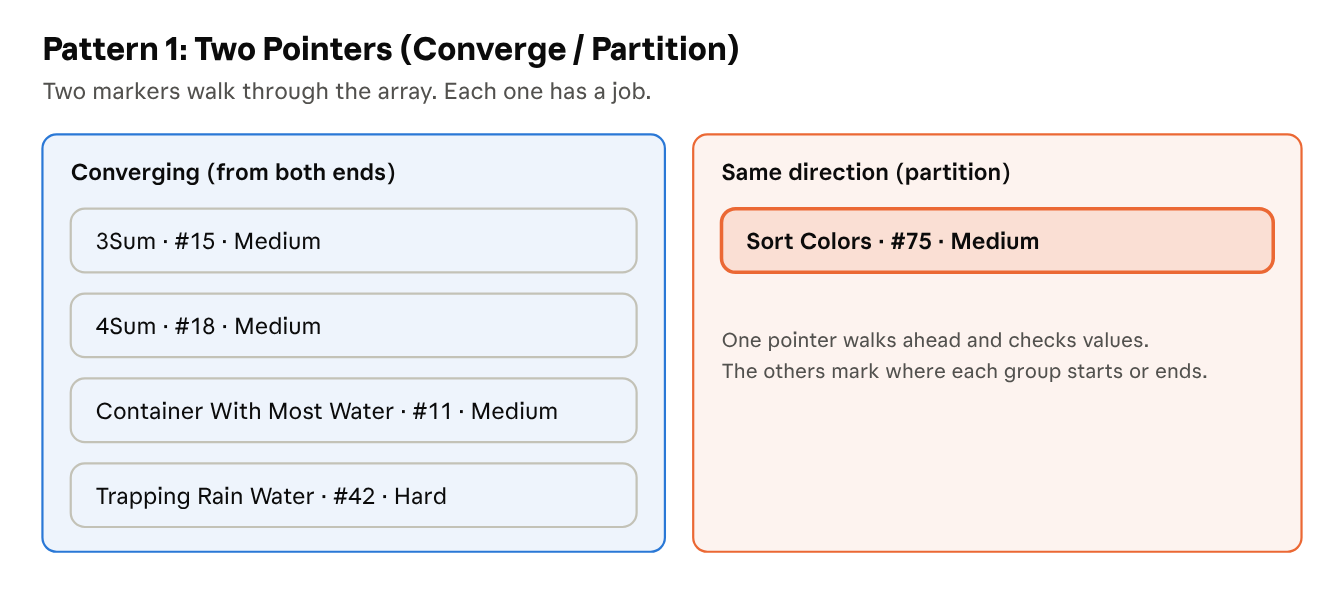 Pattern 1: Two Pointers (Converge / Partition)
Two markers walk through the array. Each one has a job.
Converging (from both ends)
3Sum · #15 · Medium
4Sum · #18 · Medium
Container With Most Water · #11 · Medium
Trapping Rain Water · #42 · Hard
Same direction (partition)
Sort Colors · #75 · Medium
One pointer walks ahead and checks values.
The others mark where each group starts or ends.